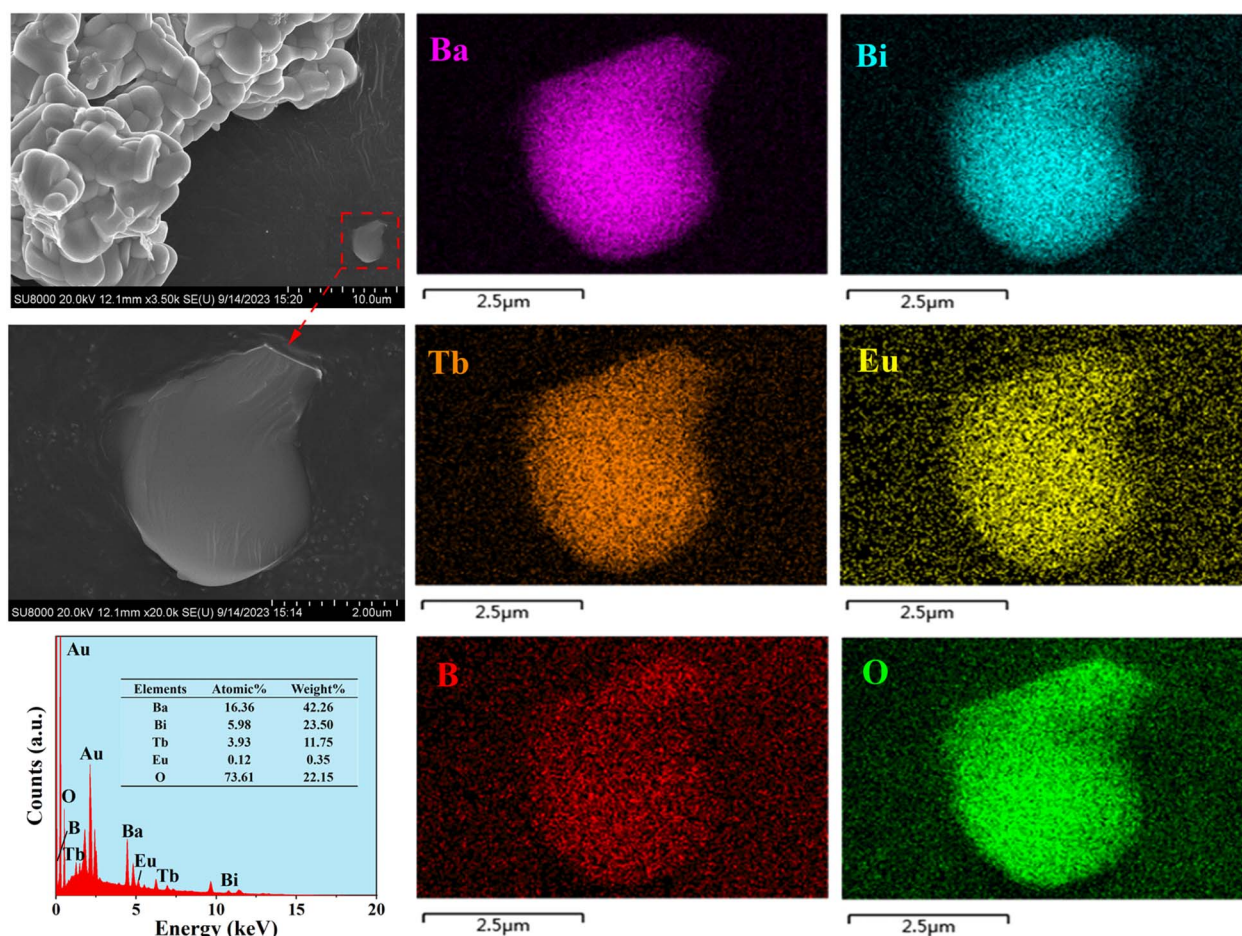 SU8000 20.0kV 12.1mm x3.50k SE(U) 9/14/2023 15:20 10.0um
Ba
2.5μm
Bi
2.5μm
SU8000 20.0kV 12.1mm x20.0k SE(U) 9/14/2023 15:14 2.00um
Tb
2.5μm
Eu
2.5μm
Counts (a.u.)
Au
Elements Atomic% Weight%
Ba 16.36 42.26
Bi 5.98 23.50
Tb 3.93 11.75
Eu 0.12 0.35
O 73.61 22.15
Au
O
B
Tb
Ba
Eu
Tb
Bi
0 5 10 15 20
Energy (keV)
B
2.5μm
O
2.5μm